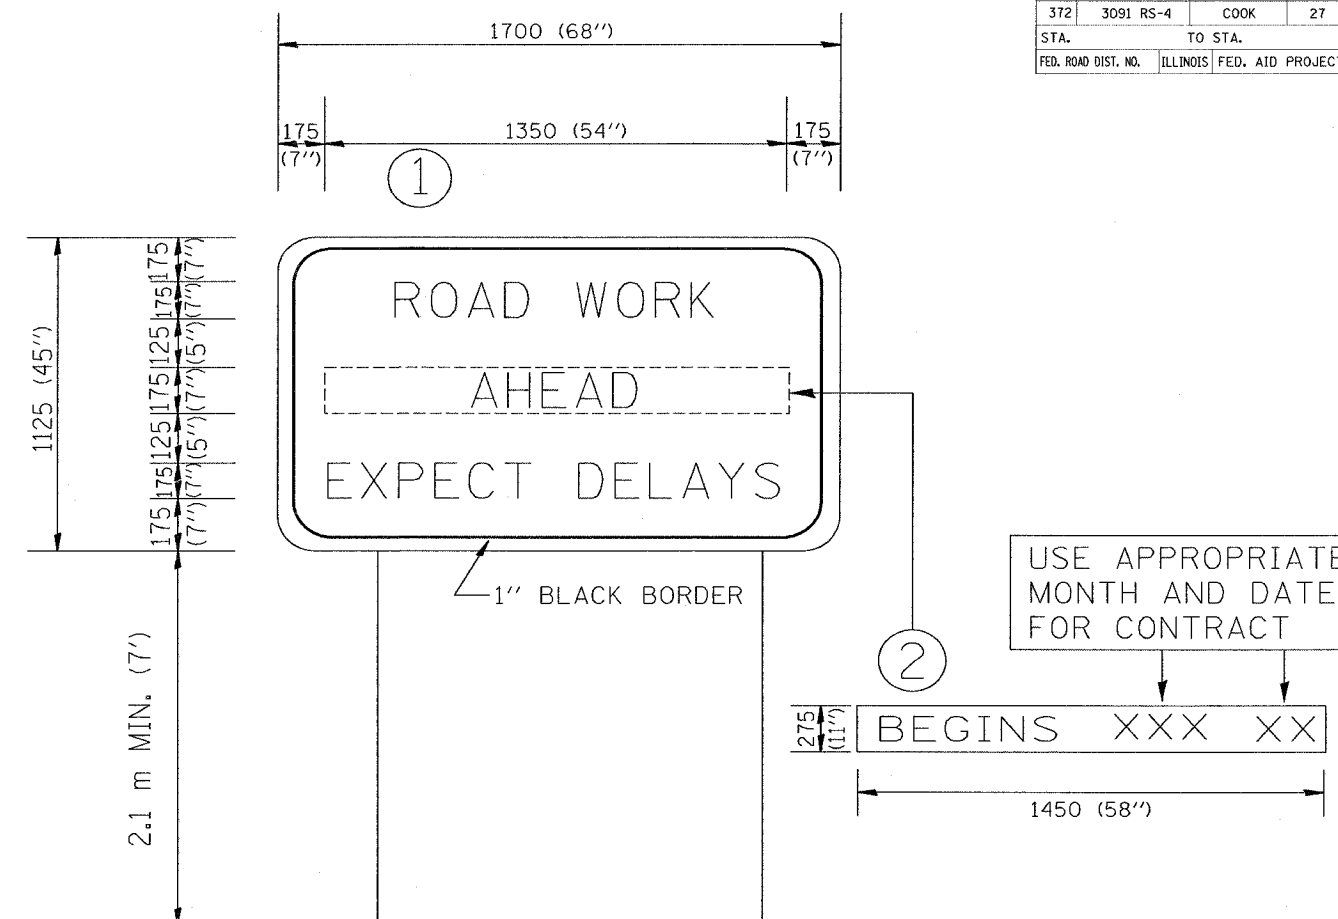 372 3091 RS-4 COOK 27
STA. TO STA.
FED. ROAD DIST. NO. ILLINOIS FED. AID PROJECT
1700 (68")
175 (7")
1350 (54")
175 (7")
1
1125 (45")
175 (7")
175 (7")
125 (5")
175 (7")
125 (5")
175 (7")
175 (7")
ROAD WORK
AHEAD
EXPECT DELAYS
1" BLACK BORDER
2.1 m MIN. (7')
2
USE APPROPRIATE
MONTH AND DATE
FOR CONTRACT
275 (11")
BEGINS XXX XX
1450 (58")